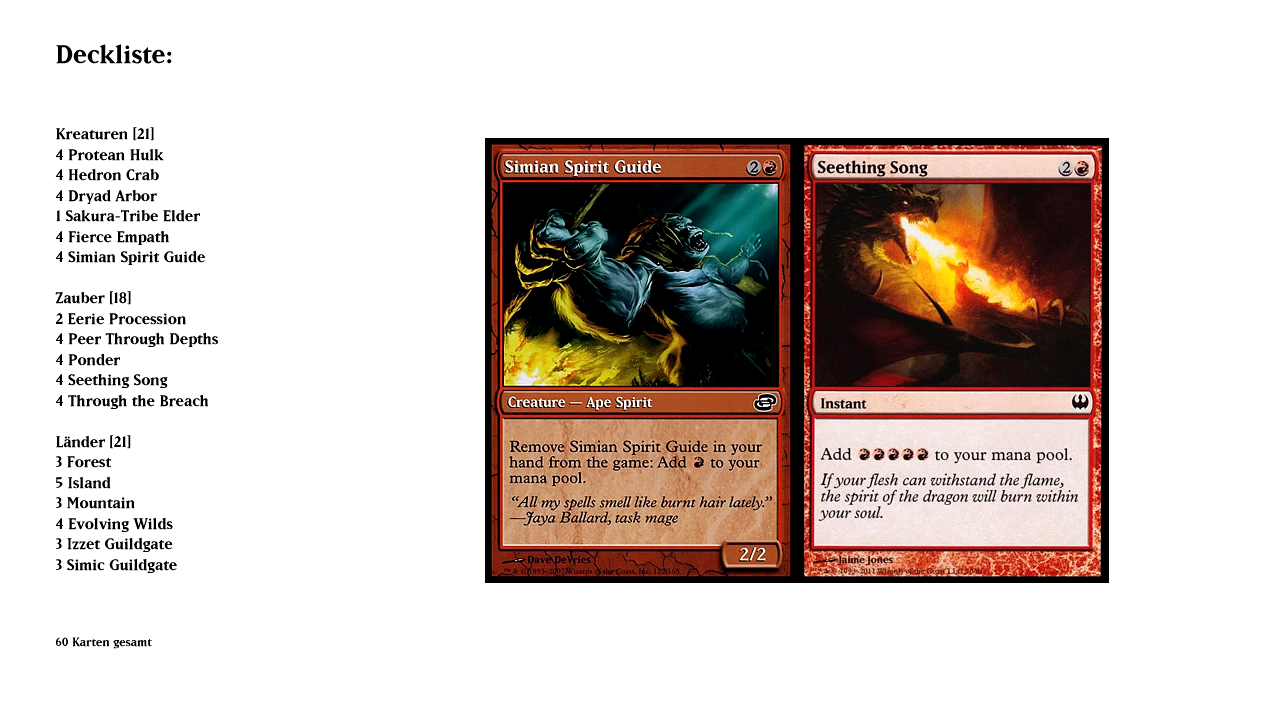 Deckliste:
Kreaturen [21]
4 Protean Hulk
4 Hedron Crab
4 Dryad Arbor
1 Sakura-Tribe Elder
4 Fierce Empath
4 Simian Spirit Guide
Zauber [18]
2 Eerie Procession
4 Peer Through Depths
4 Ponder
4 Seething Song
4 Through the Breach
Länder [21]
3 Forest
5 Island
3 Mountain
4 Evolving Wilds
3 Izzet Guildgate
3 Simic Guildgate
60 Karten gesamt
Simian Spirit Guide 2
Creature — Ape Spirit
Remove Simian Spirit Guide in your
hand from the game: Add to your
mana pool.
“All my spells smell like burnt hair lately.”
—Jaya Ballard, task mage
2/2
Dave DeVries
Seething Song 2
Instant
Add to your mana pool.
If your flesh can withstand the flame,
the spirit of the dragon will burn within
your soul.
Jaime Jones